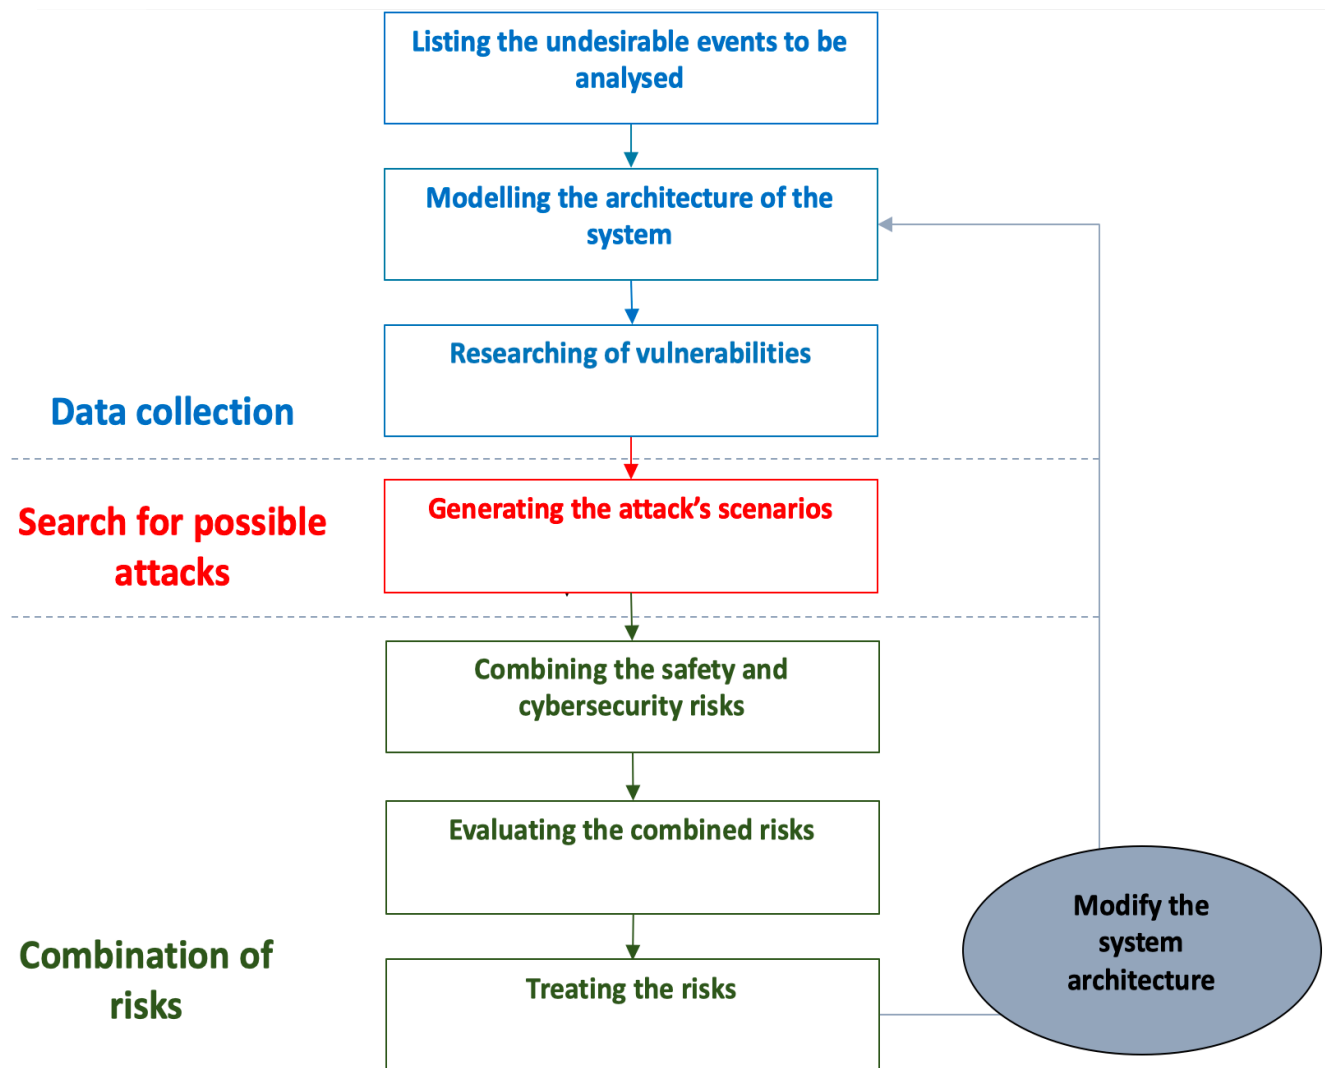 Listing the undesirable events to be
analysed
Modelling the architecture of the
system
Researching of vulnerabilities
Data collection
Generating the attack’s scenarios
Search for possible
attacks
Combining the safety and
cybersecurity risks
Evaluating the combined risks
Modify the
system
architecture
Combination of
risks
Treating the risks